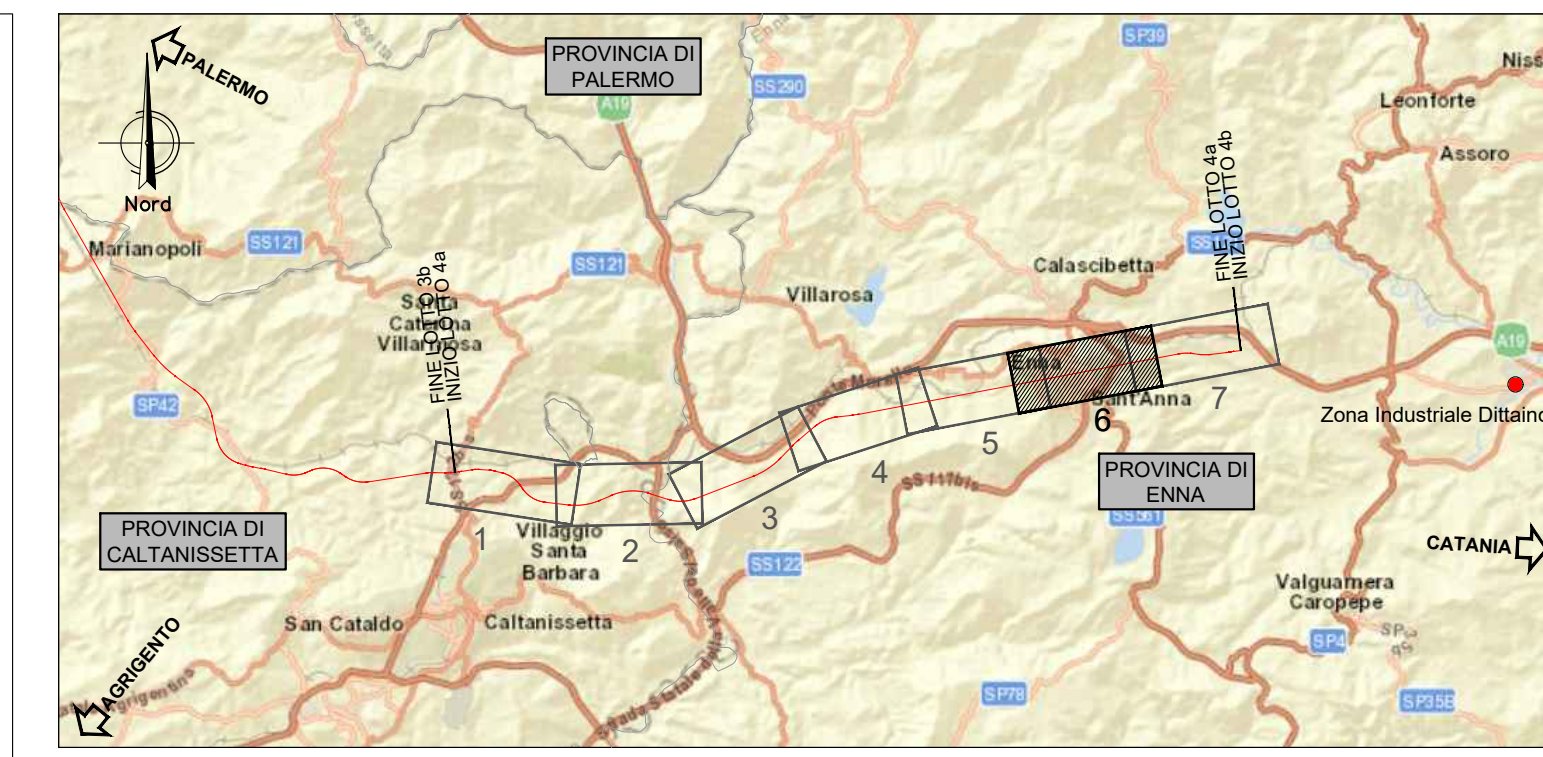 PALERMO
PROVINCIA DI
PALERMO
A19
SS290
SP39
Leonforte
Assoro
Nord
Marianopoli
SS121
SS121
Santa
Caterina
Villarmosa
FINE LOTTO 3b
INIZIO LOTTO 4a
Villarosa
Calascibetta
FINE LOTTO 4a
INIZIO LOTTO 4b
A19
SP42
Enna
Sant'Anna
Zona Industriale Dittaino
1
2
3
4
5
6
7
PROVINCIA DI
CALTANISSETTA
Villaggio
Santa
Barbara
SS117bis
PROVINCIA DI
ENNA
SS561
SS122
CATANIA
Valguarnera
Caropepe
San Cataldo
Caltanissetta
SP4
AGRIGENTO
SP78
SP35B